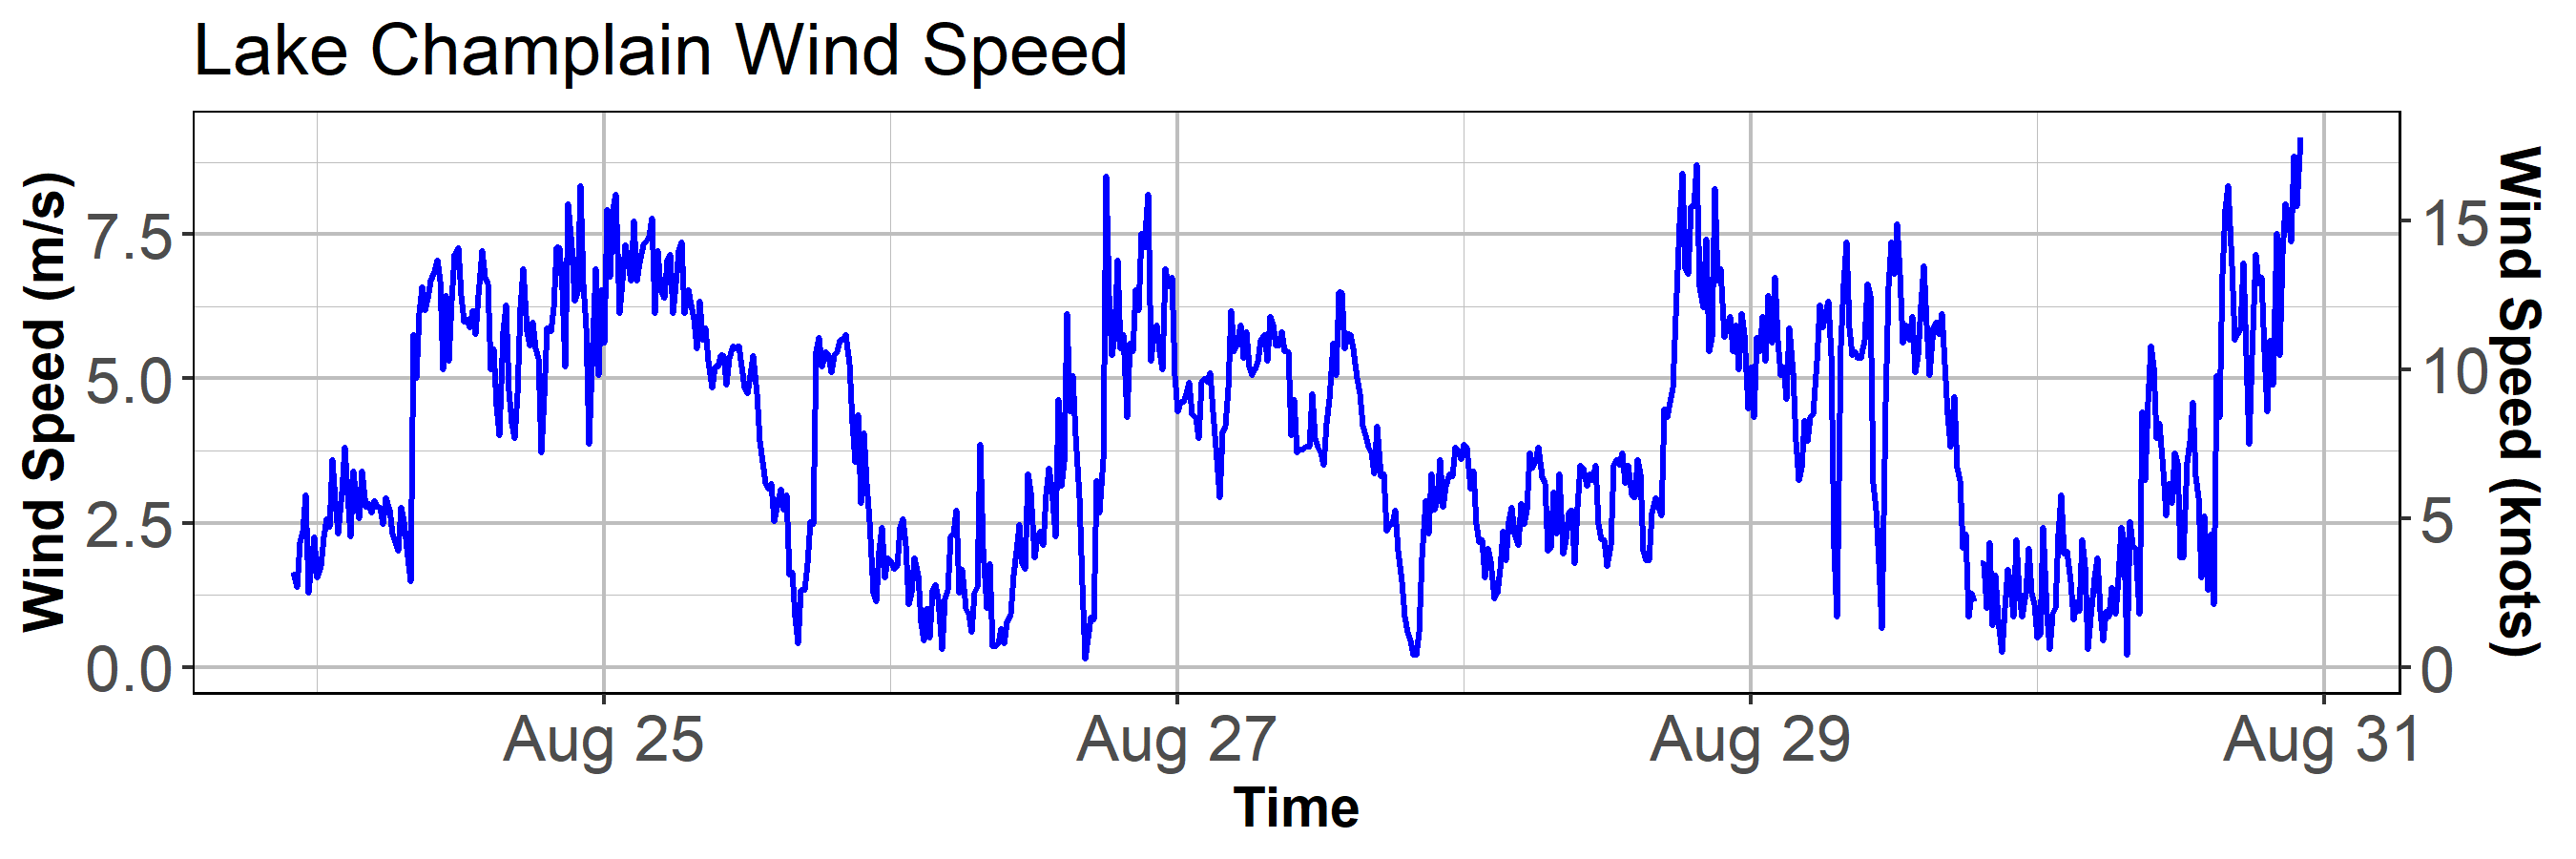 Lake Champlain Wind Speed
Wind Speed (m/s)
7.5
5.0
2.5
0.0
15
10
5
0
Wind Speed (knots)
Aug 25
Aug 27
Aug 29
Aug 31
Time